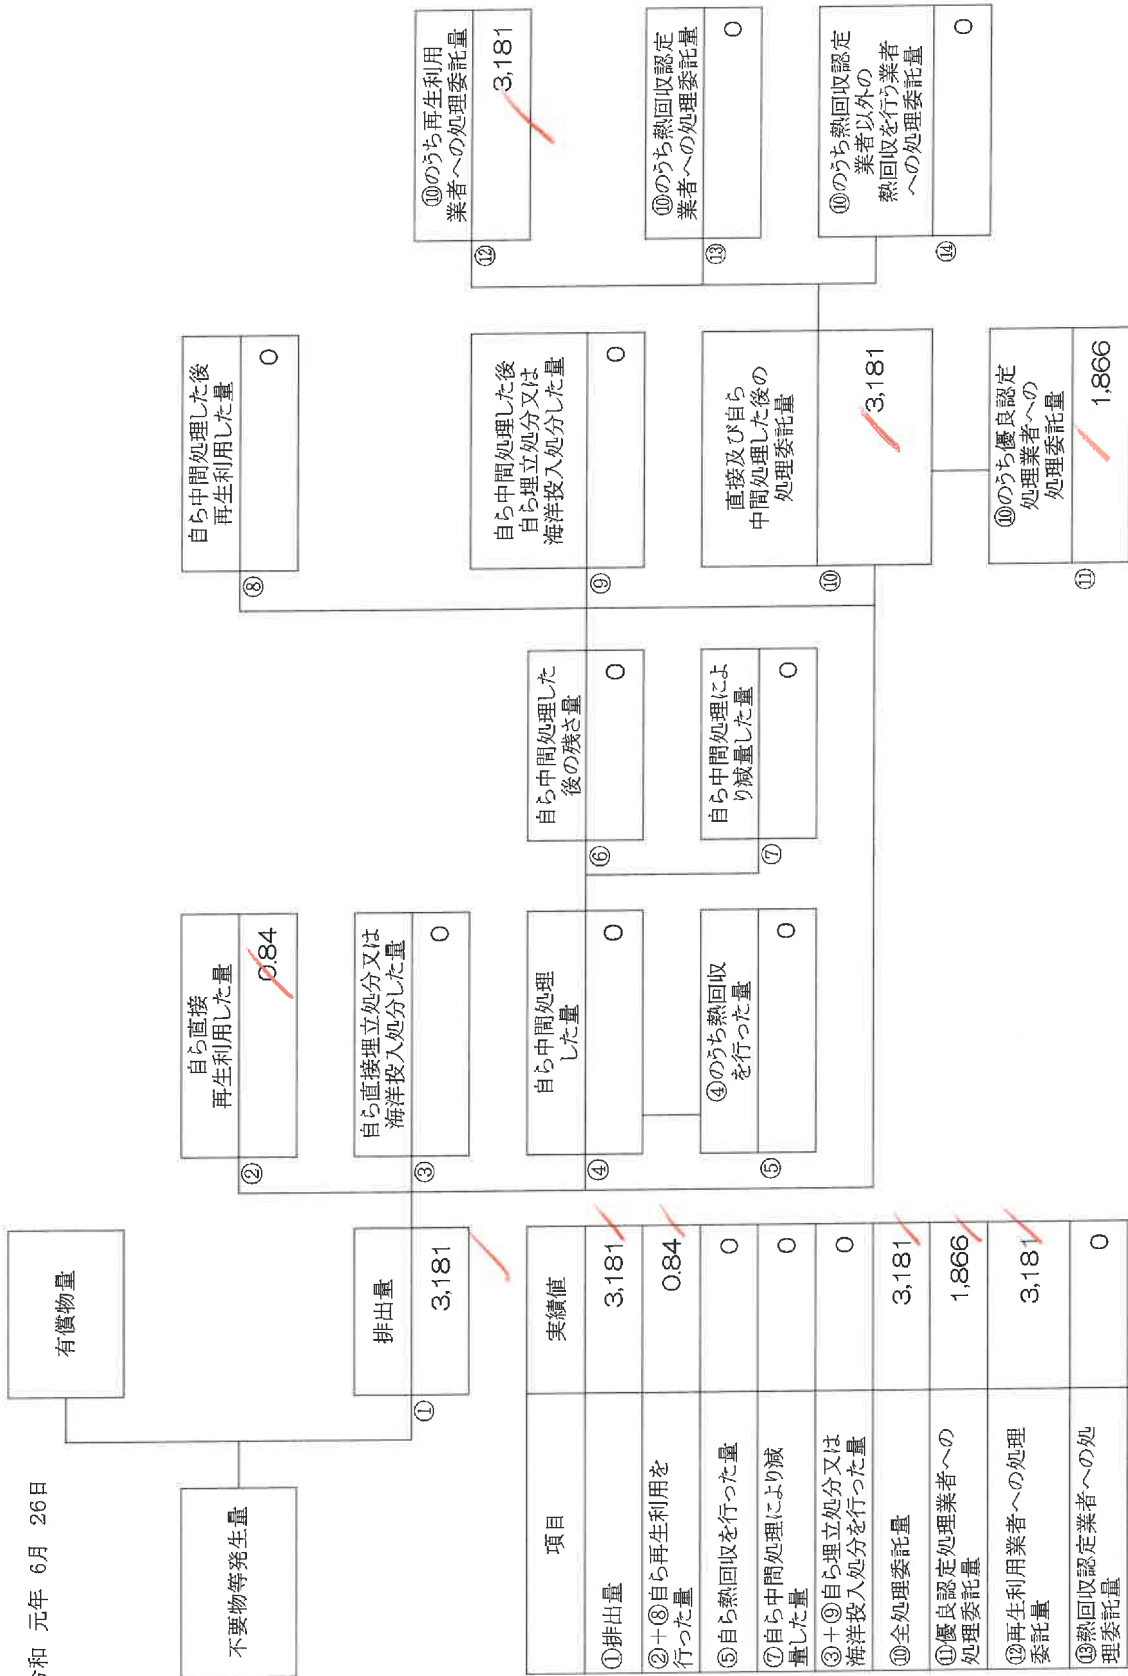 令和 元年 6月 26日
不要物等発生量
有償物量
①
排出量
3,181
②
自ら直接
再生利用した量
0.84
③
自ら直接埋立処分又は
海洋投入処分した量
0
④
自ら中間処理
した量
0
⑤
④のうち熱回収
を行った量
0
⑥
自ら中間処理した
後の残さ量
0
⑦
自ら中間処理によ
り減量した量
0
⑧
自ら中間処理した後
再生利用した量
0
⑨
自ら中間処理した後
自ら埋立処分又は
海洋投入処分した量
0
⑩
直接及び自ら
中間処理した後の
処理委託量
3,181
⑪
⑩のうち優良認定
処理業者への
処理委託量
1,866
⑫
⑩のうち再生利用
業者への処理委託量
3,181
⑬
⑩のうち熱回収認定
業者への処理委託量
0
⑭
⑩のうち熱回収認定
業者以外の
熱回収を行う業者
への処理委託量
0
項目 実績値
①排出量 3,181
②+⑧自ら再生利用を
行った量 0.84
⑤自ら熱回収を行った量 0
⑦自ら中間処理により減
量した量 0
③+⑨自ら埋立処分又は
海洋投入処分を行った量 0
⑩全処理委託量 3,181
⑪優良認定処理業者への
処理委託量 1,866
⑫再生利用業者への処理
委託量 3,181
⑬熱回収認定業者への処
理委託量 0